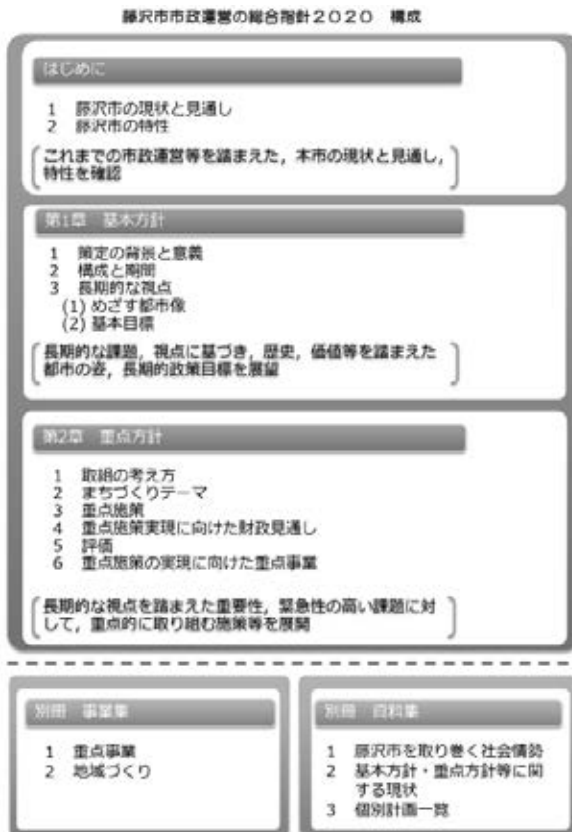 藤沢市市政運営の総合指針２０２０　構成
はじめに
1　藤沢市の現状と見通し
2　藤沢市の特性
これまでの市政運営等を踏まえた，本市の現状と見通し，
特性を確認
第1章　基本方針
1　策定の背景と意義
2　構成と期間
3　長期的な視点
(1) めざす都市像
(2) 基本目標
長期的な課題，視点に基づき，歴史，価値等を踏まえた
都市の姿，長期的政策目標を展望
第2章　重点方針
1　取組の考え方
2　まちづくりテーマ
3　重点施策
4　重点施策実現に向けた財政見通し
5　評価
6　重点施策の実現に向けた重点事業
長期的な視点を踏まえた重要性，緊急性の高い課題に対
して，重点的に取り組む施策等を展開
別冊　事業集
1　重点事業
2　地域づくり
別冊　資料集
1　藤沢市を取り巻く社会情勢
2　基本方針・重点方針等に関
する現状
3　個別計画一覧